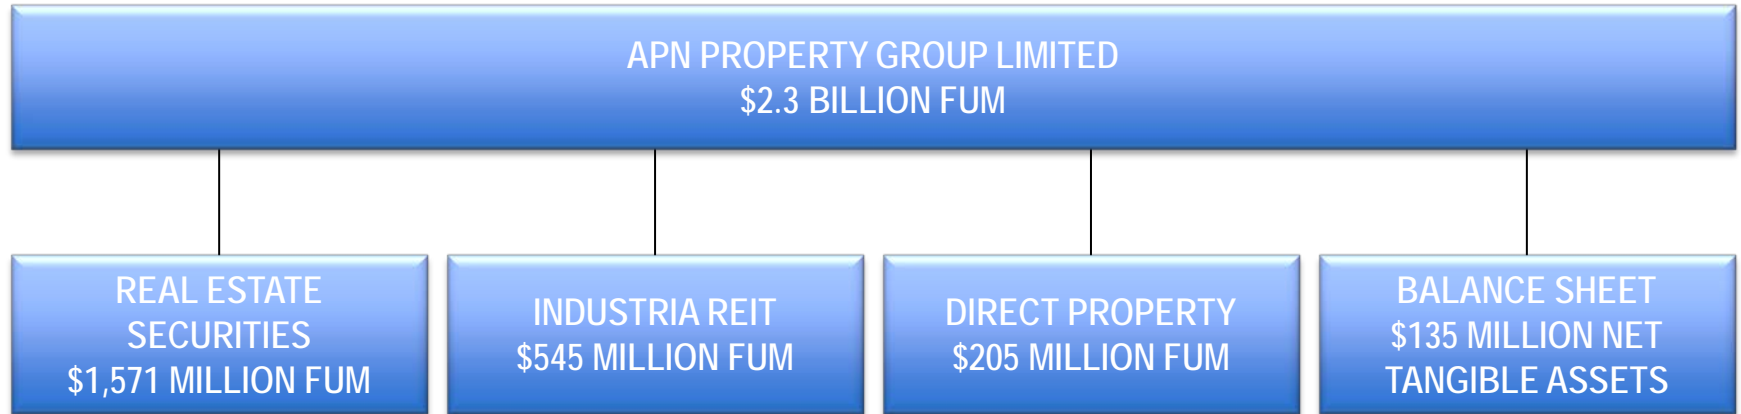 APN PROPERTY GROUP LIMITED
$2.3 BILLION FUM
REAL ESTATE
SECURITIES
$1,571 MILLION FUM
INDUSTRIA REIT
$545 MILLION FUM
DIRECT PROPERTY
$205 MILLION FUM
BALANCE SHEET
$135 MILLION NET
TANGIBLE ASSETS